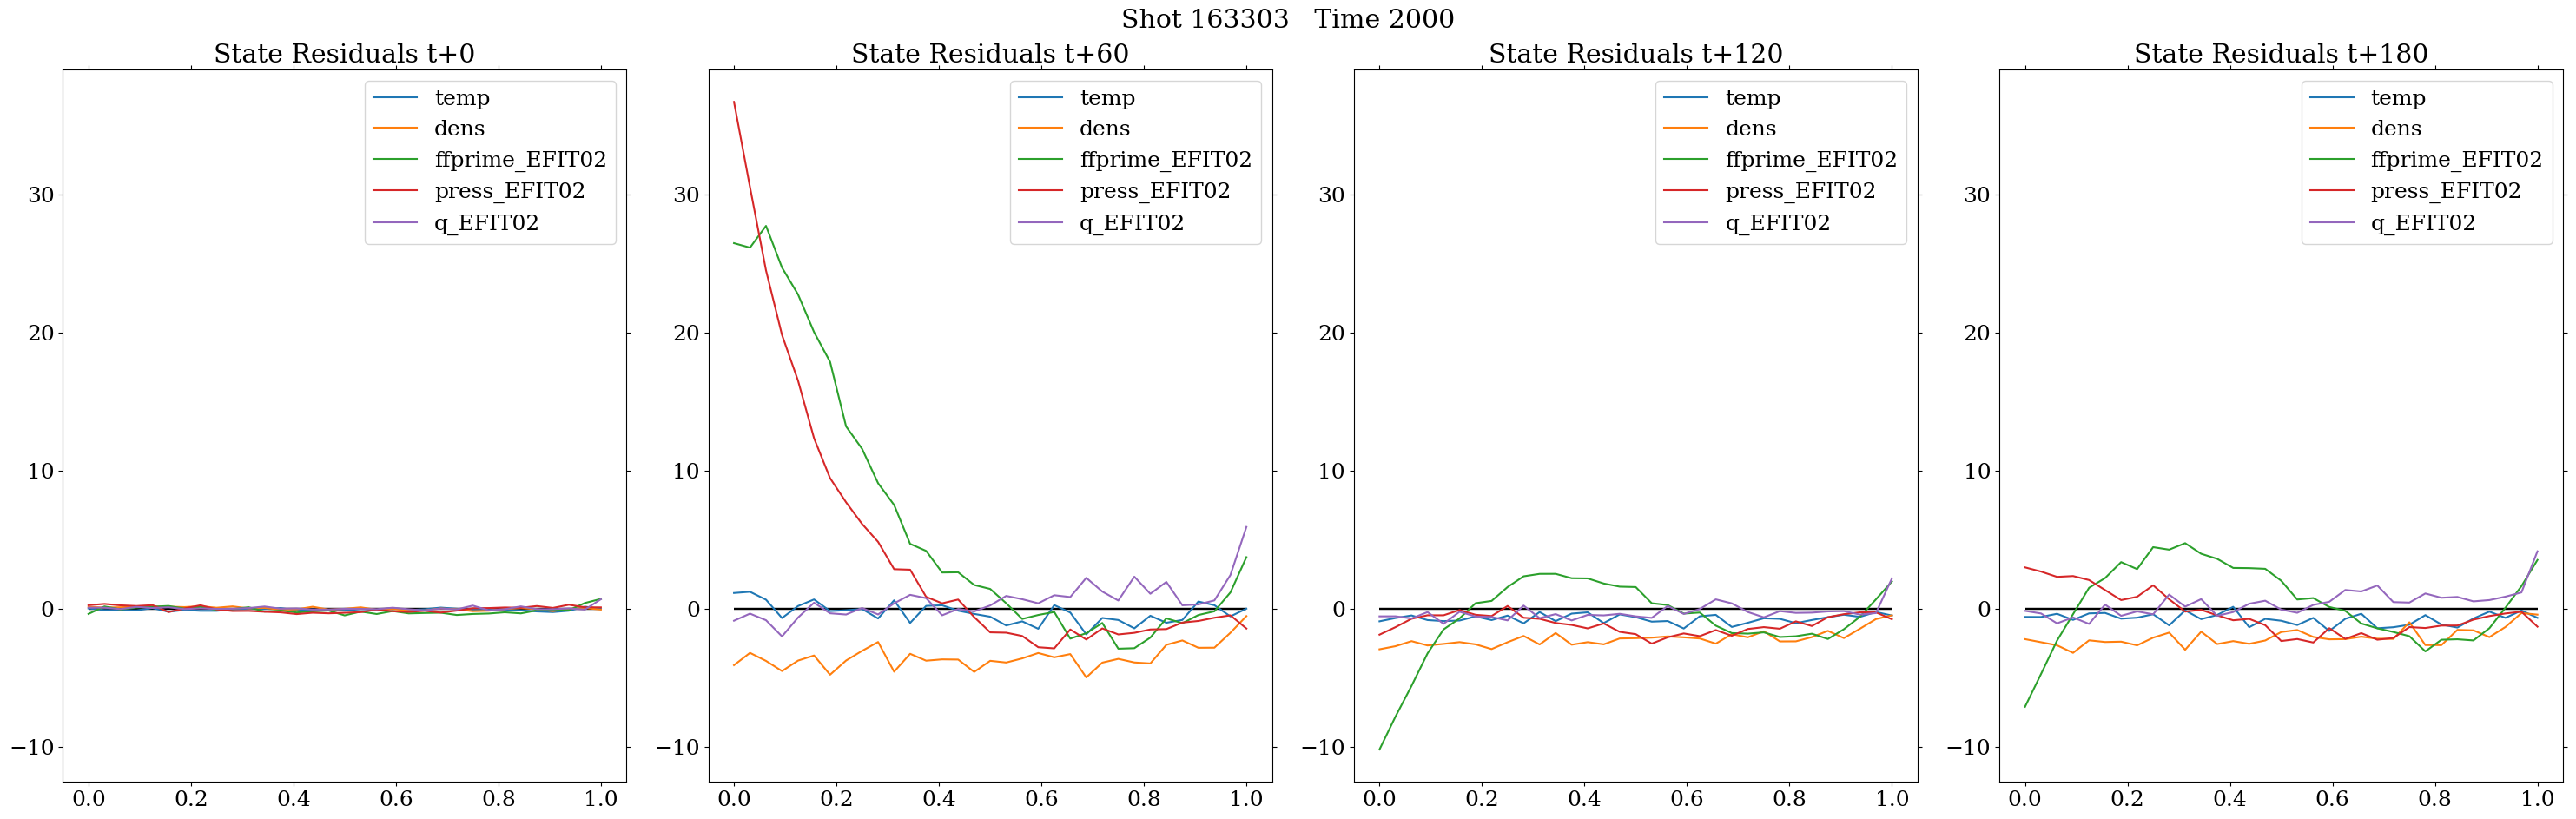 Shot 163303   Time 2000
State Residuals t+0
temp
dens
ffprime_EFIT02
press_EFIT02
q_EFIT02
30
20
10
0
−10
0.0 0.2 0.4 0.6 0.8 1.0
State Residuals t+60
temp
dens
ffprime_EFIT02
press_EFIT02
q_EFIT02
30
20
10
0
−10
0.0 0.2 0.4 0.6 0.8 1.0
State Residuals t+120
temp
dens
ffprime_EFIT02
press_EFIT02
q_EFIT02
30
20
10
0
−10
0.0 0.2 0.4 0.6 0.8 1.0
State Residuals t+180
temp
dens
ffprime_EFIT02
press_EFIT02
q_EFIT02
30
20
10
0
−10
0.0 0.2 0.4 0.6 0.8 1.0